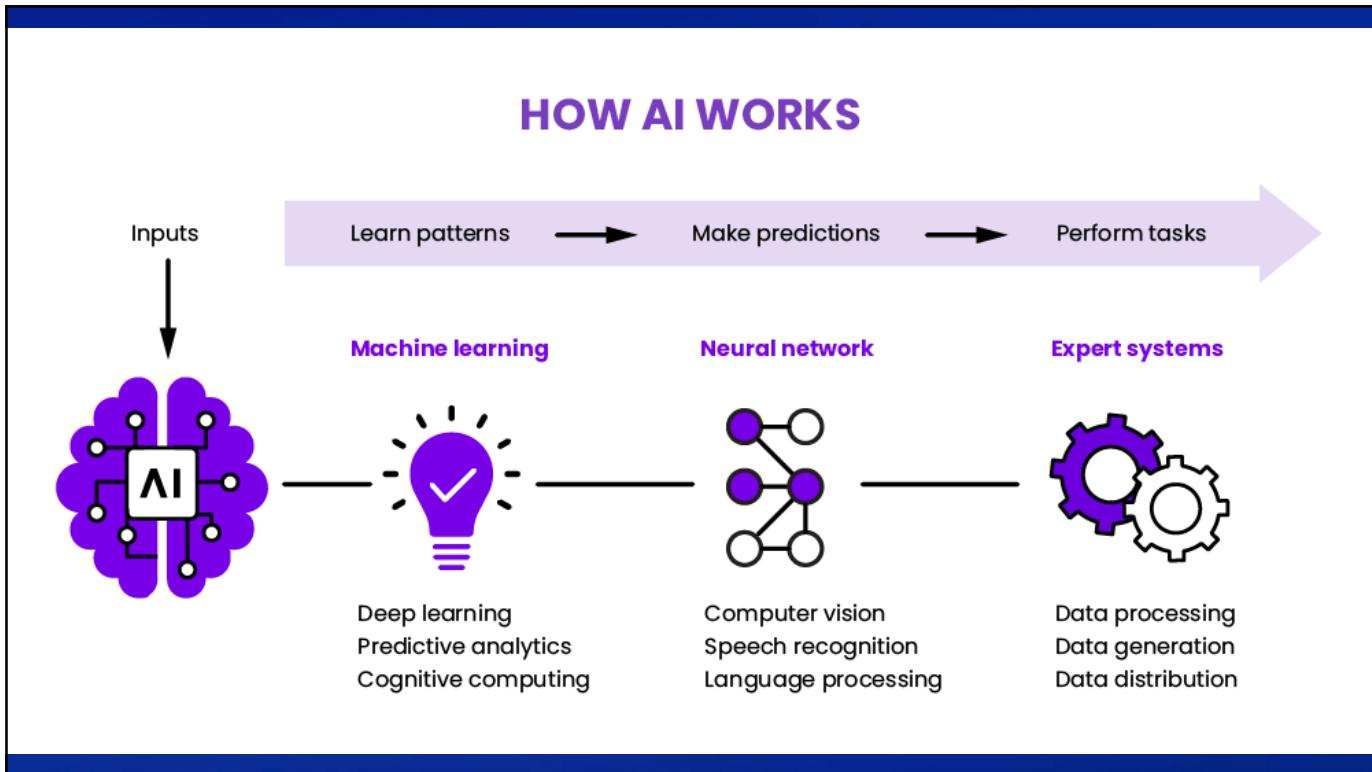 HOW AI WORKS
Inputs
Learn patterns
Make predictions
Perform tasks
Machine learning
Neural network
Expert systems
AI
Deep learning
Predictive analytics
Cognitive computing
Computer vision
Speech recognition
Language processing
Data processing
Data generation
Data distribution